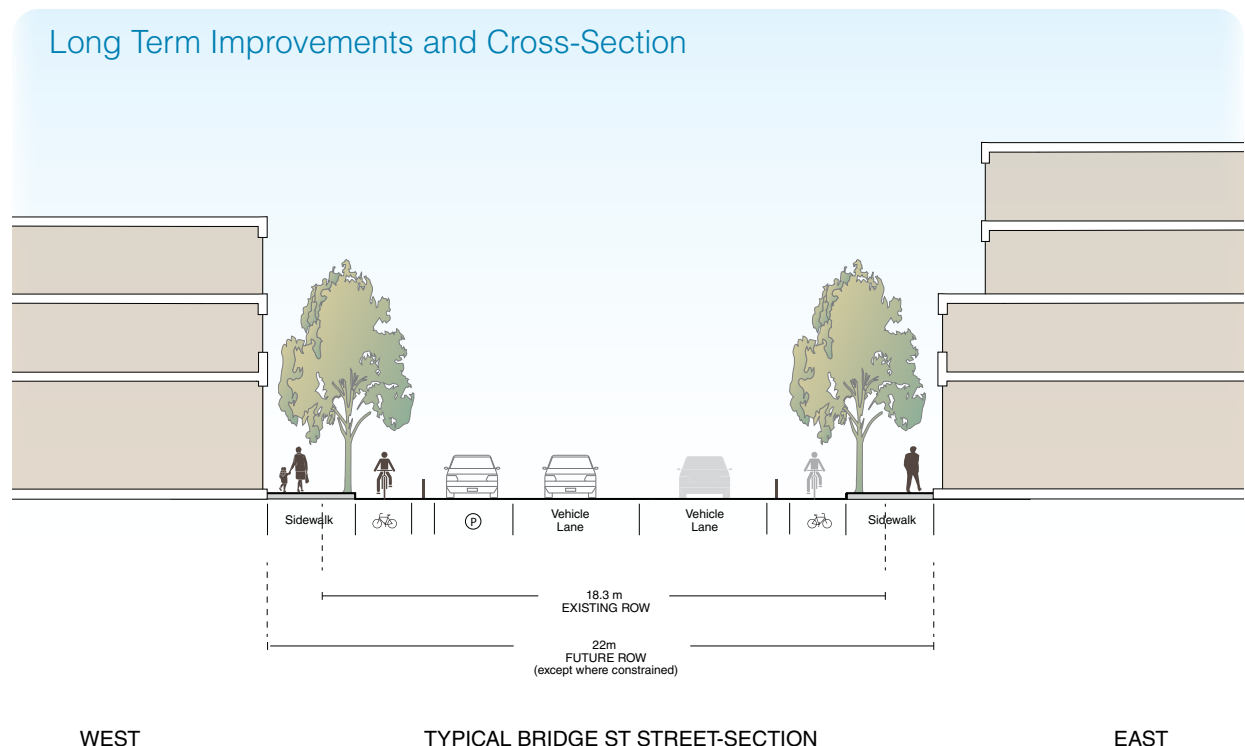 Long Term Improvements and Cross-Section
Sidewalk
P
Vehicle
Lane
Vehicle
Lane
Sidewalk
18.3 m
EXISTING ROW
22m
FUTURE ROW
(except where constrained)
WEST
TYPICAL BRIDGE ST STREET-SECTION
EAST